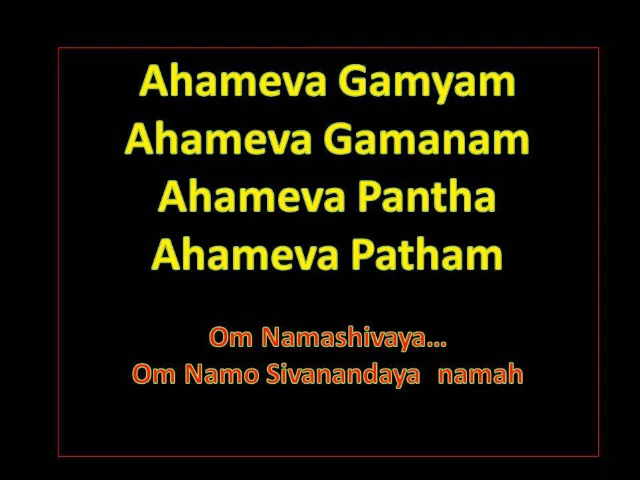 Ahameva Gamyam
Ahameva Gamanam
Ahameva Pantha
Ahameva Patham
Om Namashivaya...
Om Namo Sivanandaya namah